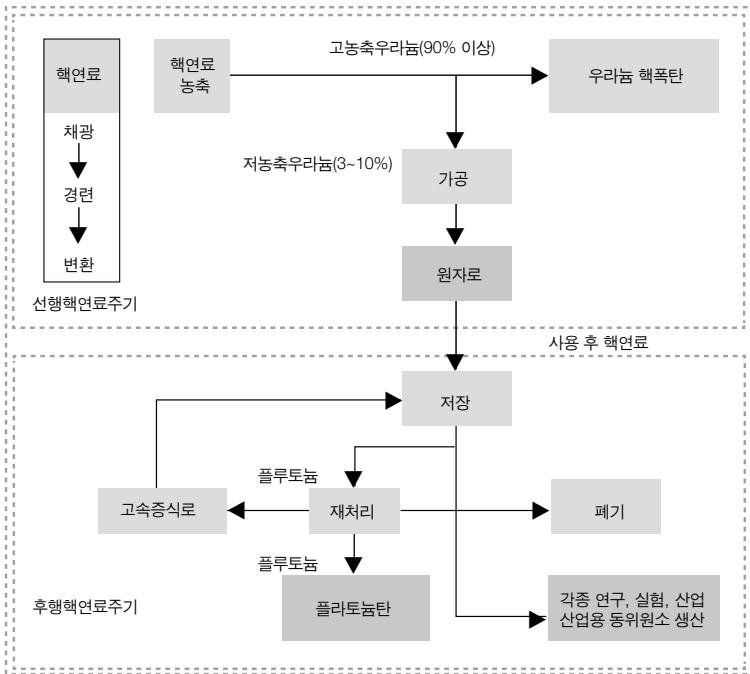 핵연료
채광
경련
변환
선행핵연료주기
핵연료
농축
고농축우라늄(90% 이상)
우라늄 핵폭탄
저농축우라늄(3~10%)
가공
원자로
사용 후 핵연료
저장
플루토늄
고속증식로
재처리
폐기
플루토늄
플라토늄탄
각종 연구, 실험, 산업
산업용 동위원소 생산
후행핵연료주기